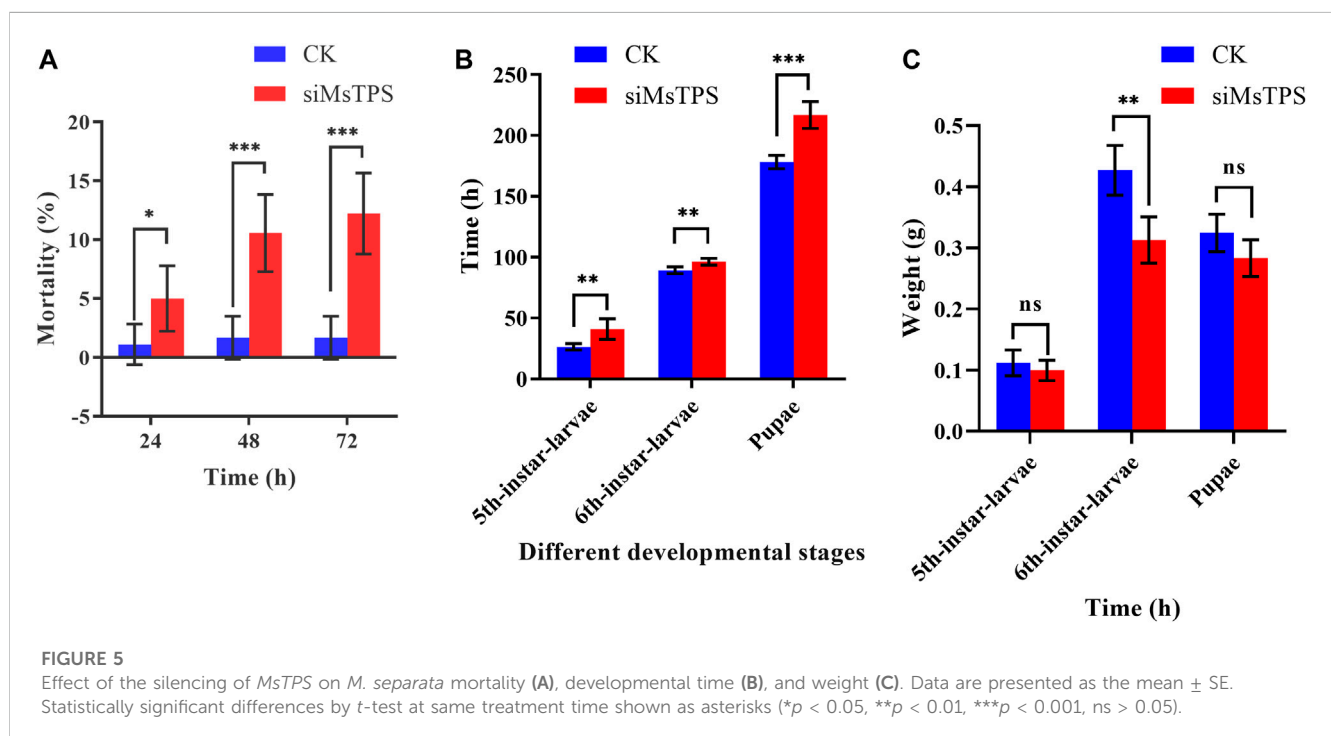 A
CK
siMsTPS
Mortality (%)
20
15
10
5
0
-5
*
***
***
24 48 72
Time (h)
B
CK
siMsTPS
Time (h)
250
200
150
100
50
0
**
**
***
5th-instar-larvae
6th-instar-larvae
Pupae
Different developmental stages
C
CK
siMsTPS
Weight (g)
0.5
0.4
0.3
0.2
0.1
0.0
ns
**
ns
5th-instar-larvae
6th-instar-larvae
Pupae
Time (h)
FIGURE 5
Effect of the silencing of MsTPS on M. separata mortality (A), developmental time (B), and weight (C). Data are presented as the mean ± SE.
Statistically significant differences by t-test at same treatment time shown as asterisks (*p < 0.05, **p < 0.01, ***p < 0.001, ns > 0.05).